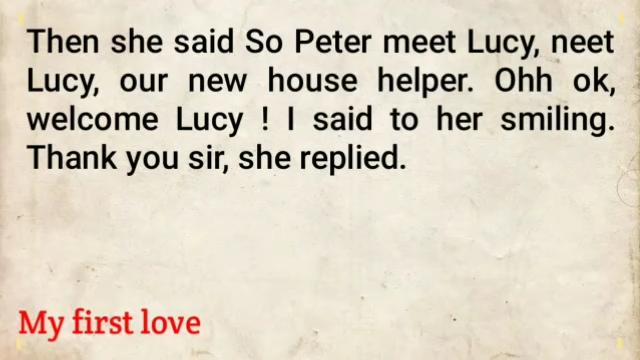 Then she said So Peter meet Lucy, neet
Lucy, our new house helper. Ohh ok,
welcome Lucy ! I said to her smiling.
Thank you sir, she replied.
My first love